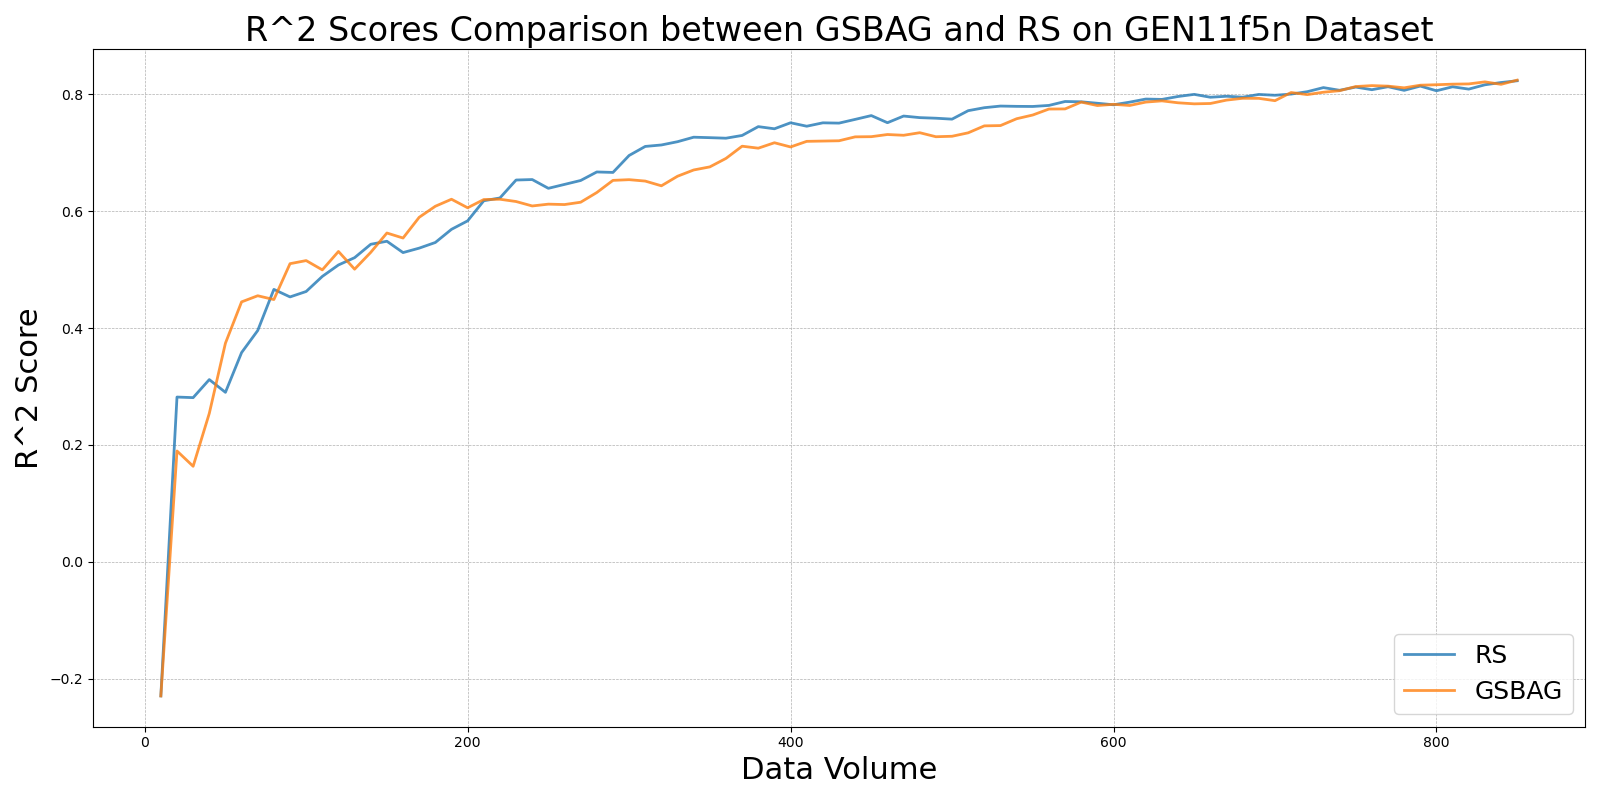 R^2 Scores Comparison between GSBAG and RS on GEN11f5n Dataset
R^2 Score
0.8
0.6
0.4
0.2
0.0
−0.2
0 200 400 600 800
Data Volume
RS
GSBAG